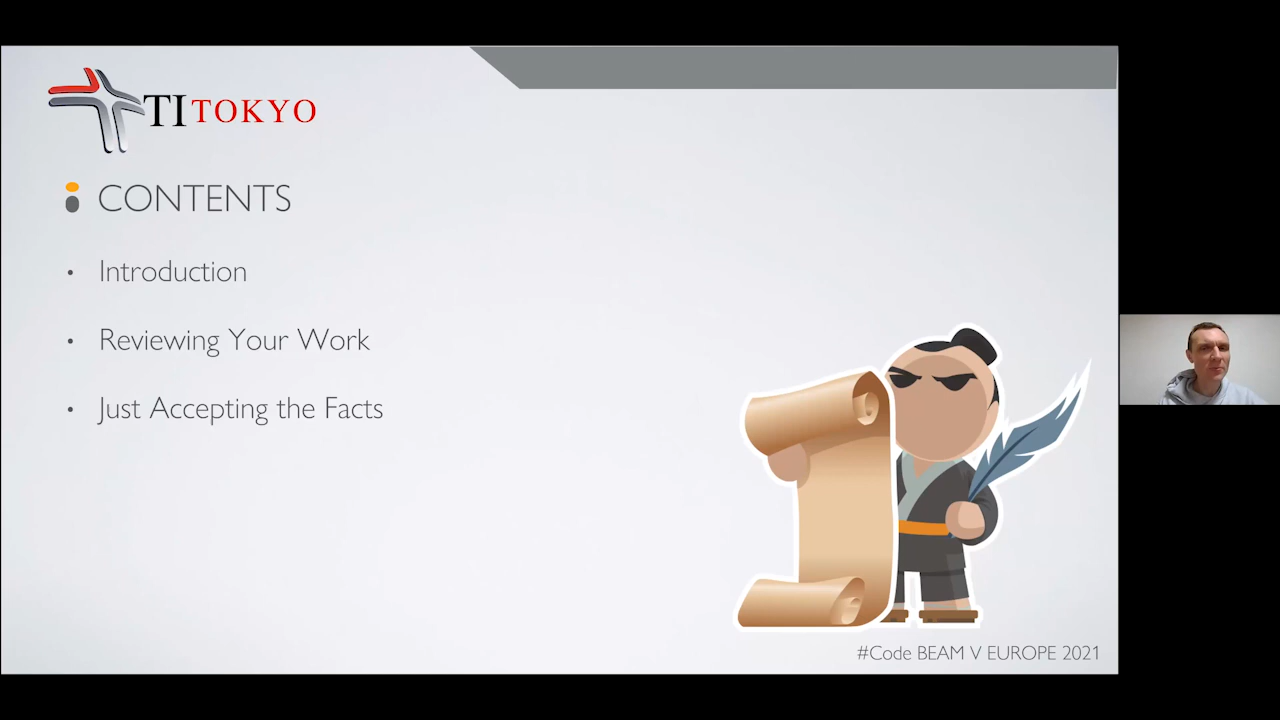 TI TOKYO
CONTENTS
• Introduction
• Reviewing Your Work
• Just Accepting the Facts
#Code BEAM V EUROPE 2021